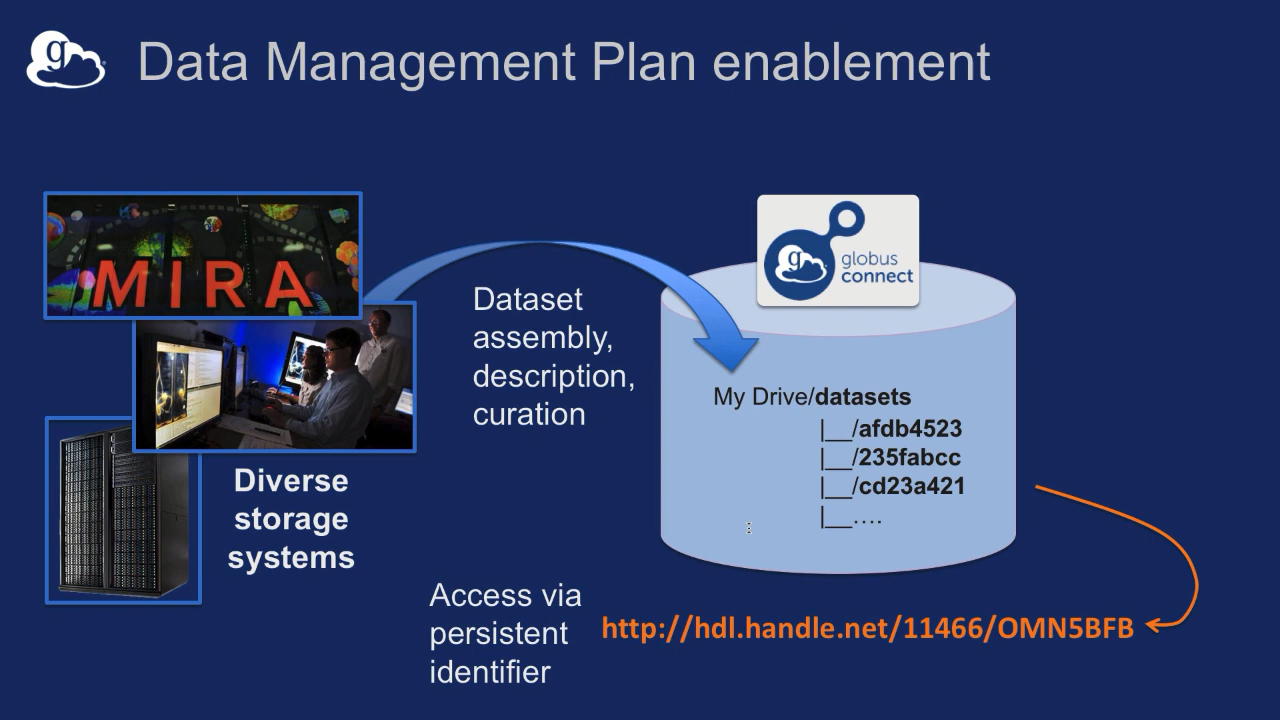 g
Data Management Plan enablement
MIRA
g
globus
connect
Dataset
assembly,
description,
curation
My Drive/datasets
|__/afdb4523
|__/235fabcc
|__/cd23a421
|__....
Diverse
storage
systems
Access via
persistent
identifier
http://hdl.handle.net/11466/OMN5BFB